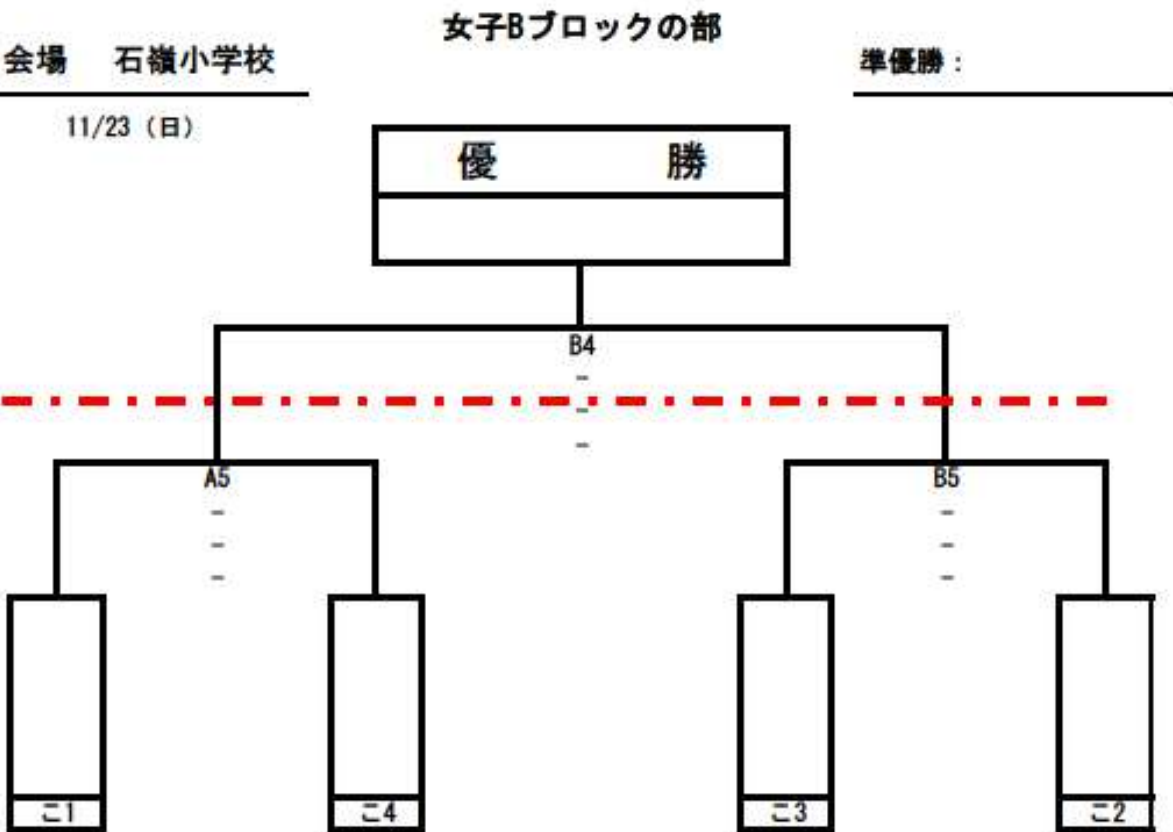 女子Bブロックの部
会場 石嶺小学校
準優勝：
11/23（日）
優 勝
B4
-
-
-
A5
B5
- -
- -
- -
こ1 こ4 こ3 こ2